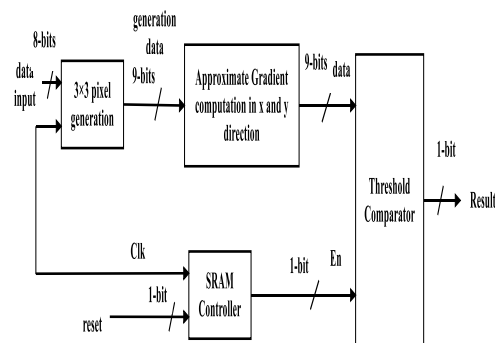 8-bits
data
input
3×3 pixel
generation
generation
data
9-bits
Approximate Gradient
computation in x and y
direction
9-bits data
Threshold
Comparator
1-bit
Result
Clk
1-bit
reset
SRAM
Controller
1-bit
En